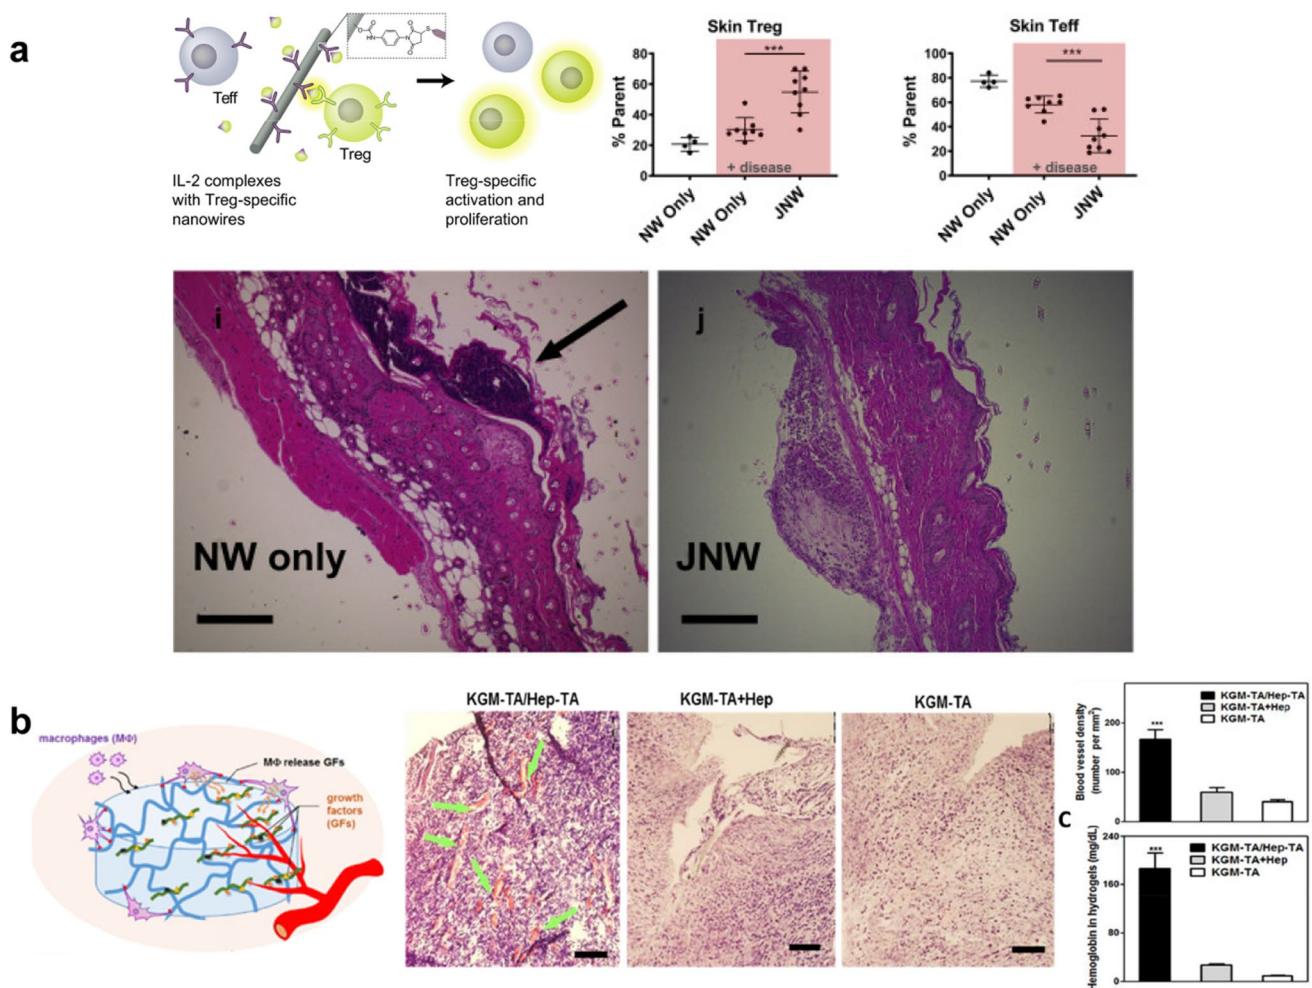 a
Teff
Treg
O
O
HN
N
O
O
S
IL-2 complexes
with Treg-specific
nanowires
Treg-specific
activation and
proliferation
Skin Treg
% Parent
80
60
40
20
0
***
+ disease
NW Only
NW Only
JNW
Skin Teff
% Parent
100
80
60
40
20
0
***
+ disease
NW Only
NW Only
JNW
i
NW only
j
JNW
b
macrophages (MΦ)
MΦ release GFs
growth
factors
(GFs)
KGM-TA/Hep-TA
KGM-TA+Hep
KGM-TA
c
Blood vessel density
(number per mm²)
200
100
0
***
KGM-TA/Hep-TA
KGM-TA+Hep
KGM-TA
Hemoglobin in hydrogels (mg/dL)
240
160
80
0
***
KGM-TA/Hep-TA
KGM-TA+Hep
KGM-TA